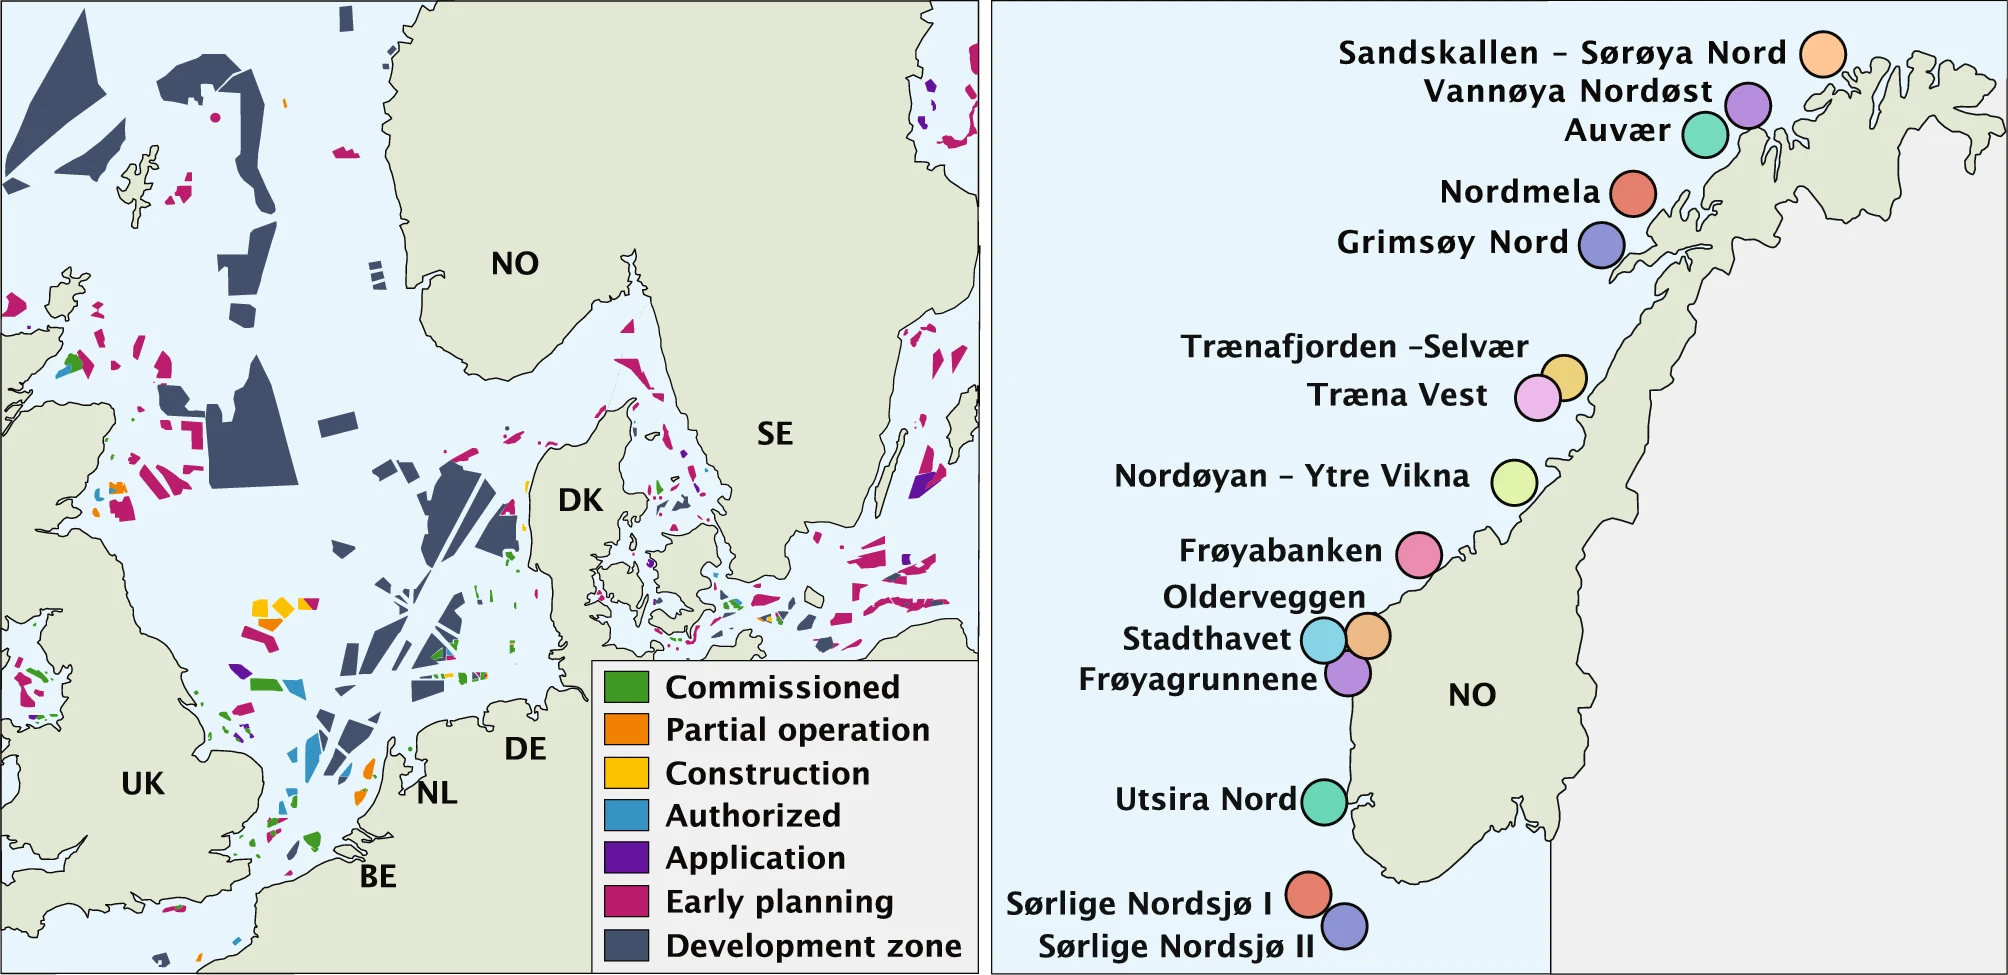 NO
SE
DK
UK
DE
NL
BE
Commissioned
Partial operation
Construction
Authorized
Application
Early planning
Development zone
Sandskallen – Sørøya Nord
Vannøya Nordøst
Auvær
Nordmela
Grimsøy Nord
Trænafjorden –Selvær
Træna Vest
Nordøyan – Ytre Vikna
Frøyabanken
Olderveggen
Stadthavet
Frøyagrunnene
NO
Utsira Nord
Sørlige Nordsjø I
Sørlige Nordsjø II